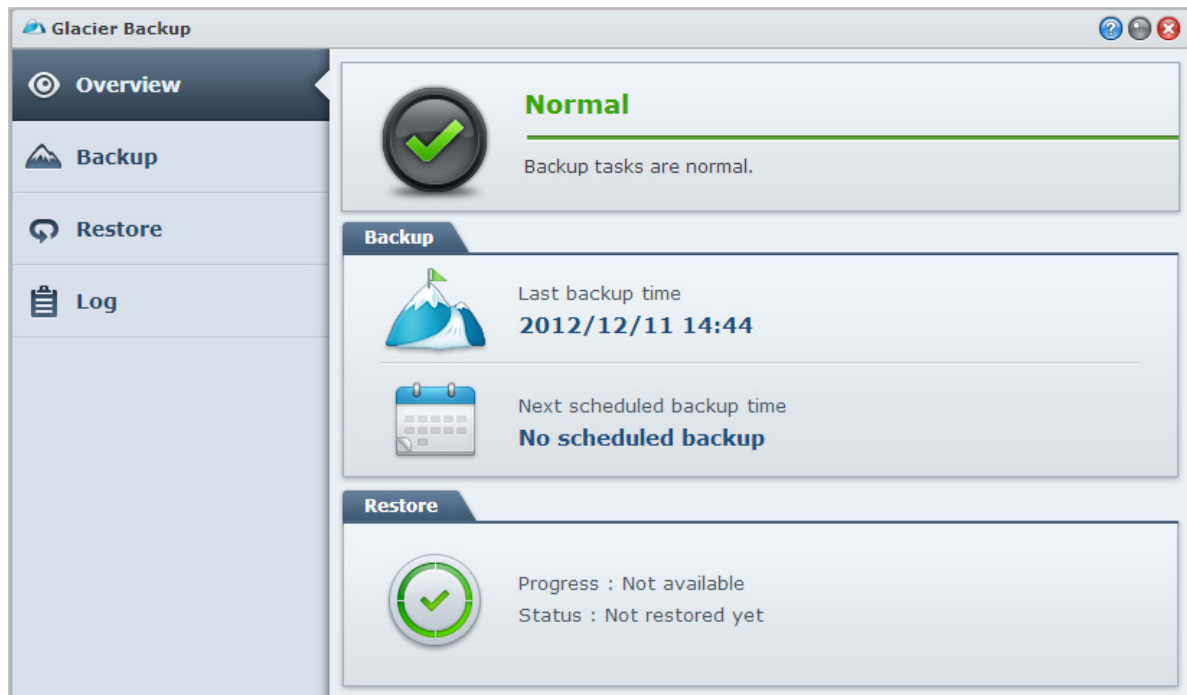 Glacier Backup
Overview
Backup
Restore
Log
Normal
Backup tasks are normal.
Backup
Last backup time
2012/12/11 14:44
Next scheduled backup time
No scheduled backup
Restore
Progress : Not available
Status : Not restored yet